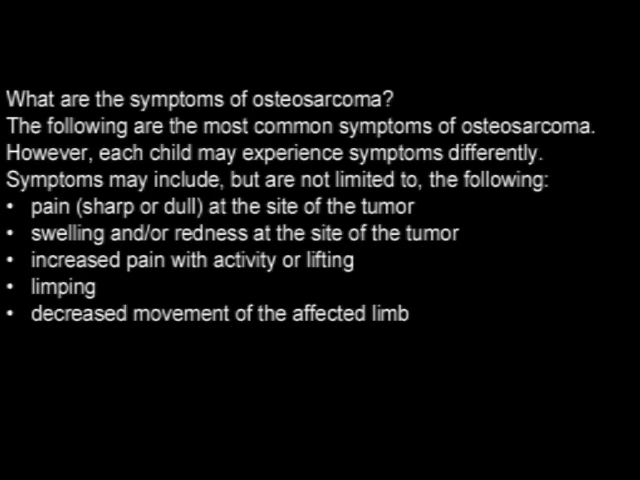 What are the symptoms of osteosarcoma?
The following are the most common symptoms of osteosarcoma.
However, each child may experience symptoms differently.
Symptoms may include, but are not limited to, the following:
• pain (sharp or dull) at the site of the tumor
• swelling and/or redness at the site of the tumor
• increased pain with activity or lifting
• limping
• decreased movement of the affected limb